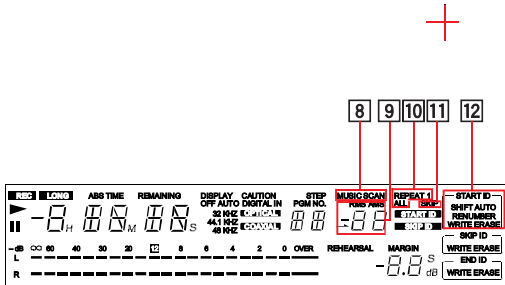 8 9 10 11 12
REC LONG ABS TIME REMAINING DISPLAY CAUTION STEP MUSIC SCAN REPEAT 1 START ID
OFF AUTO DIGITAL IN PGM NO. RMS AMS ALL SKIP SHIFT AUTO
32 KHZ OPTICAL START ID RENUMBER
44.1 KHZ COAXIAL SKIP ID WRITE ERASE
48 KHZ
H M S
SKIP ID
-dB ∞ 60 40 30 20 12 8 6 4 2 0 OVER REHEARSAL MARGIN WRITE ERASE
L S END ID
R dB WRITE ERASE